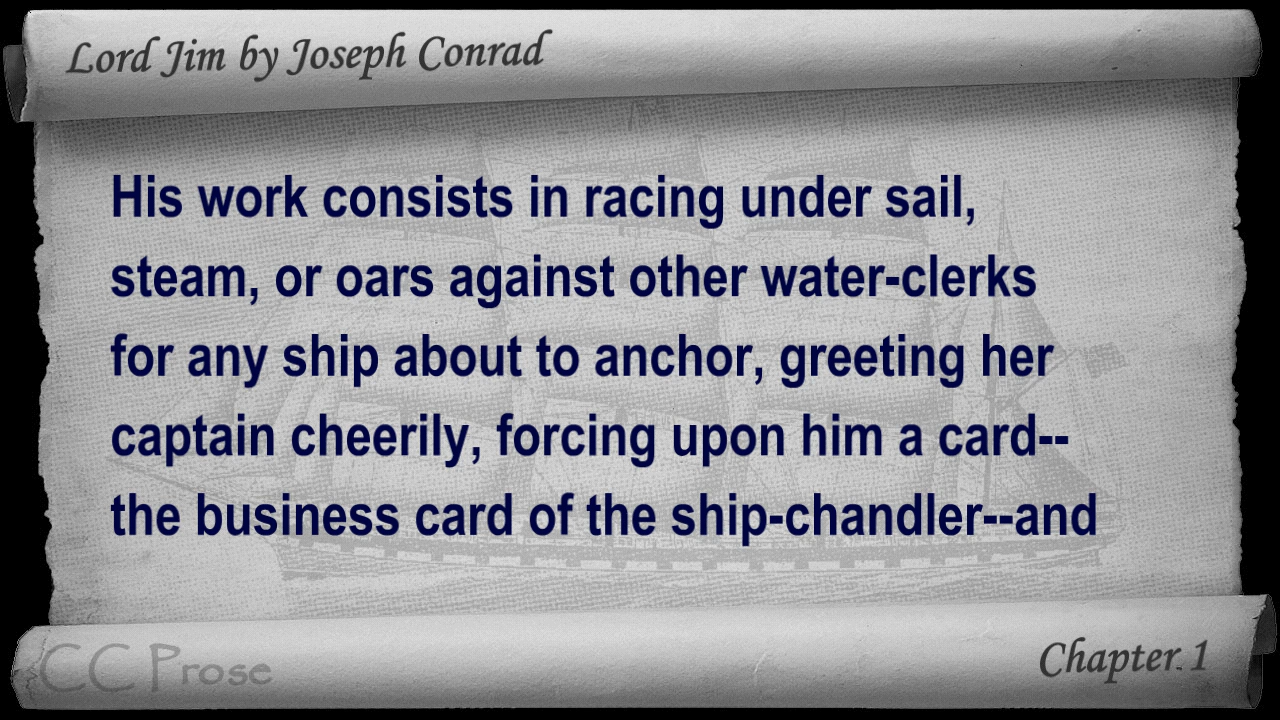 Lord Jim by Joseph Conrad
His work consists in racing under sail,
steam, or oars against other water-clerks
for any ship about to anchor, greeting her
captain cheerily, forcing upon him a card--
the business card of the ship-chandler--and
CC Prose
Chapter 1